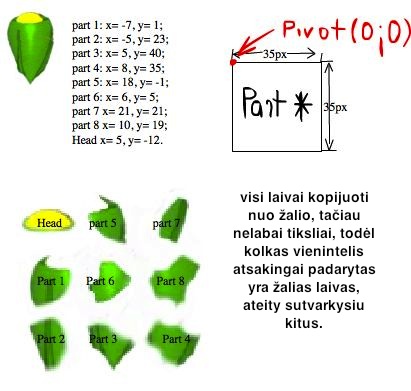 part 1: x= -7, y= 1;
part 2: x= -5, y= 23;
part 3: x= 5, y= 40;
part 4: x= 8, y= 35;
part 5: x= 18, y= -1;
part 6: x= 6, y= 5;
part 7 x= 21, y= 21;
part 8 x= 10, y= 19;
Head x= 5, y= -12.
Pivot(0;0)
35px
Part *
35px
Head
part 5
part 7
Part 1
Part 6
Part 8
Part 2
Part 3
Part 4
visi laivai kopijuoti
nuo žalio, tačiau
nelabai tiksliai, todėl
kolkas vienintelis
atsakingai padarytas
yra žalias laivas,
ateity sutvarkysiu
kitus.